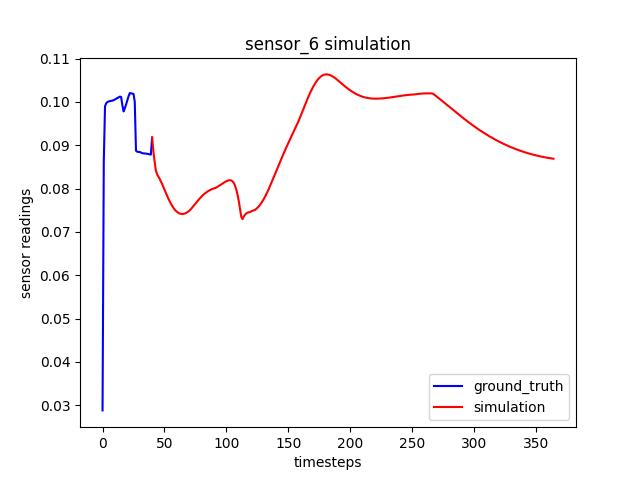 sensor_6 simulation
0.11
0.10
0.09
0.08
0.07
0.06
0.05
0.04
0.03
sensor readings
0 50 100 150 200 250 300 350
timesteps
ground_truth
simulation